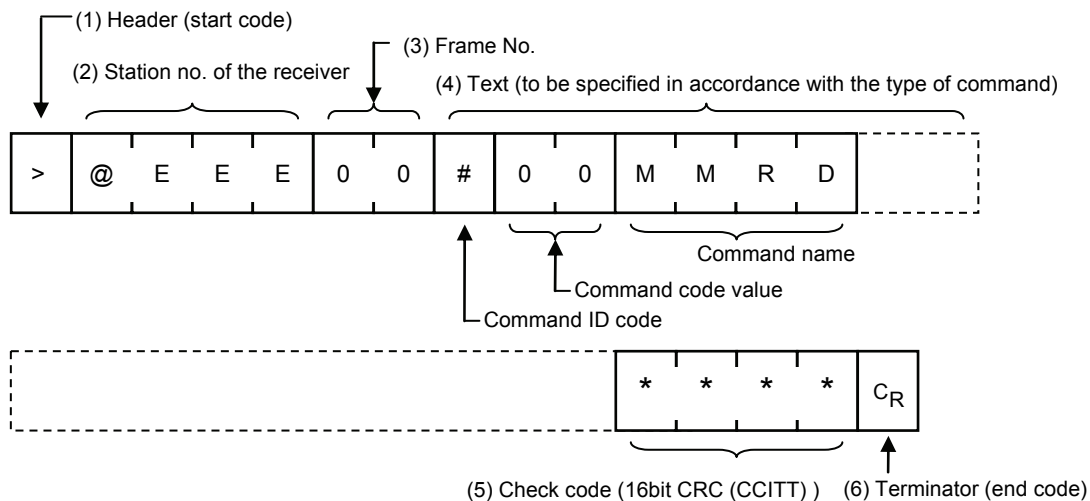 (1) Header (start code)
(3) Frame No.
(2) Station no. of the receiver
(4) Text (to be specified in accordance with the type of command)
> @ E E E 0 0 # 0 0 M M R D
Command name
Command code value
Command ID code
* * * * CR
(5) Check code (16bit CRC (CCITT) ) (6) Terminator (end code)